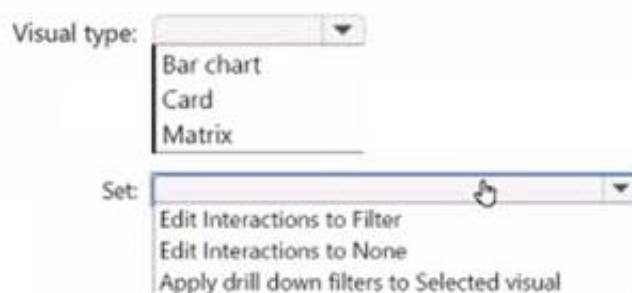 Visual type:
Bar chart
Card
Matrix
Set:
Edit Interactions to Filter
Edit Interactions to None
Apply drill down filters to Selected visual